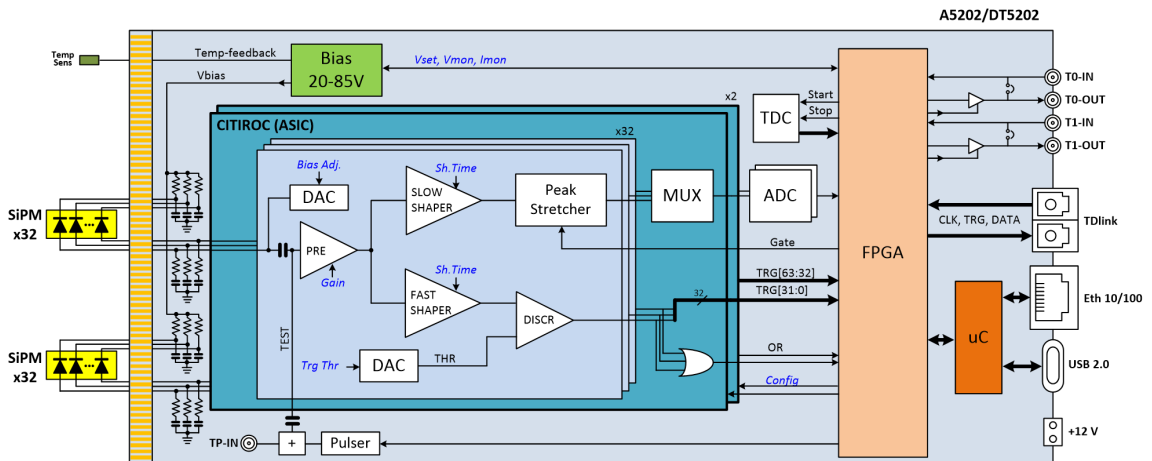 A5202/DT5202
Temp
Sens
Temp-feedback
Vbias
Bias
20-85V
Vset, Vmon, Imon
x2
CITIROC (ASIC)
x32
Bias Adj.
DAC
Sh.Time
SLOW
SHAPER
Peak
Stretcher
MUX
ADC
TDC
Start
Stop
FPGA
T0-IN
T0-OUT
T1-IN
T1-OUT
SiPM
x32
PRE
Gain
Gate
CLK, TRG, DATA
TDlink
Sh.Time
FAST
SHAPER
DISCR
32
TRG[63:32]
TRG[31:0]
Eth 10/100
uC
TEST
Trg Thr
DAC
THR
OR
Config
USB 2.0
SiPM
x32
TP-IN
+
Pulser
+12 V